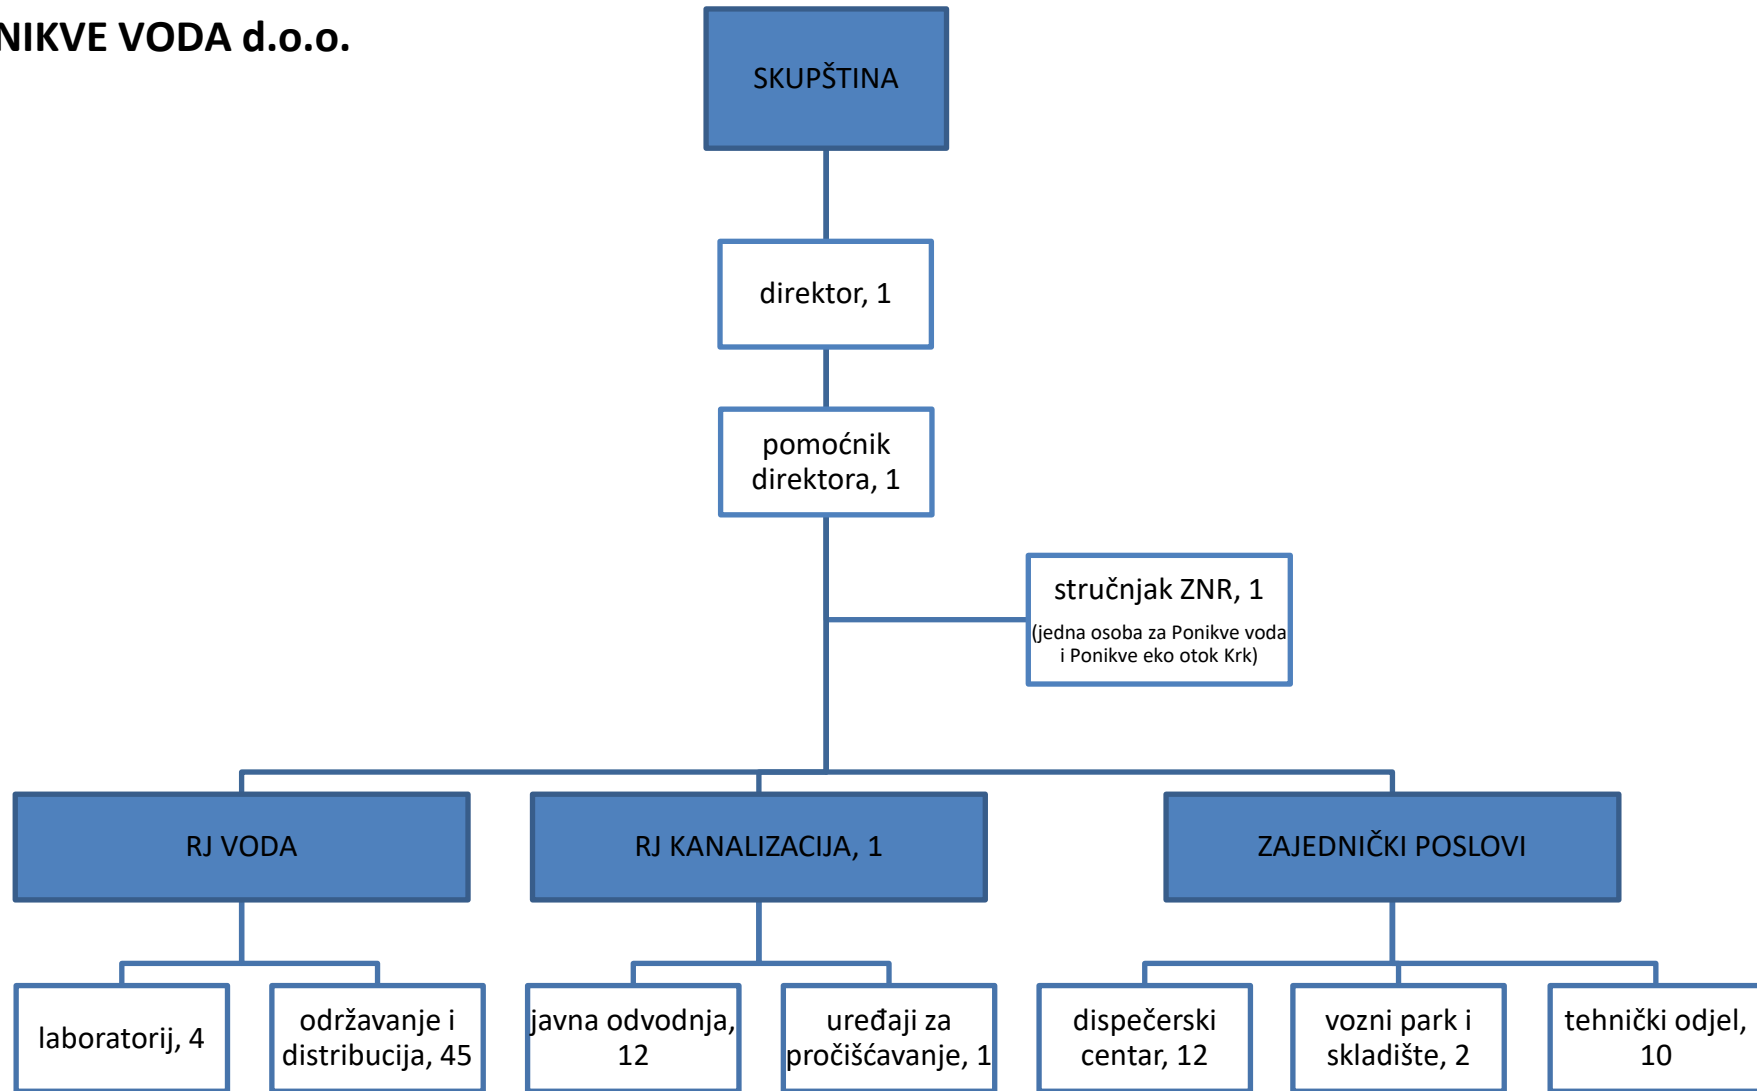 NIKVE VODA d.o.o.
SKUPŠTINA
direktor, 1
pomoćnik
direktora, 1
stručnjak ZNR, 1
(jedna osoba za Ponikve voda
i Ponikve eko otok Krk)
RJ VODA
RJ KANALIZACIJA, 1
ZAJEDNIČKI POSLOVI
laboratorij, 4
održavanje i
distribucija, 45
javna odvodnja,
12
uređaji za
pročišćavanje, 1
dispečerski
centar, 12
vozni park i
skladište, 2
tehnički odjel,
10